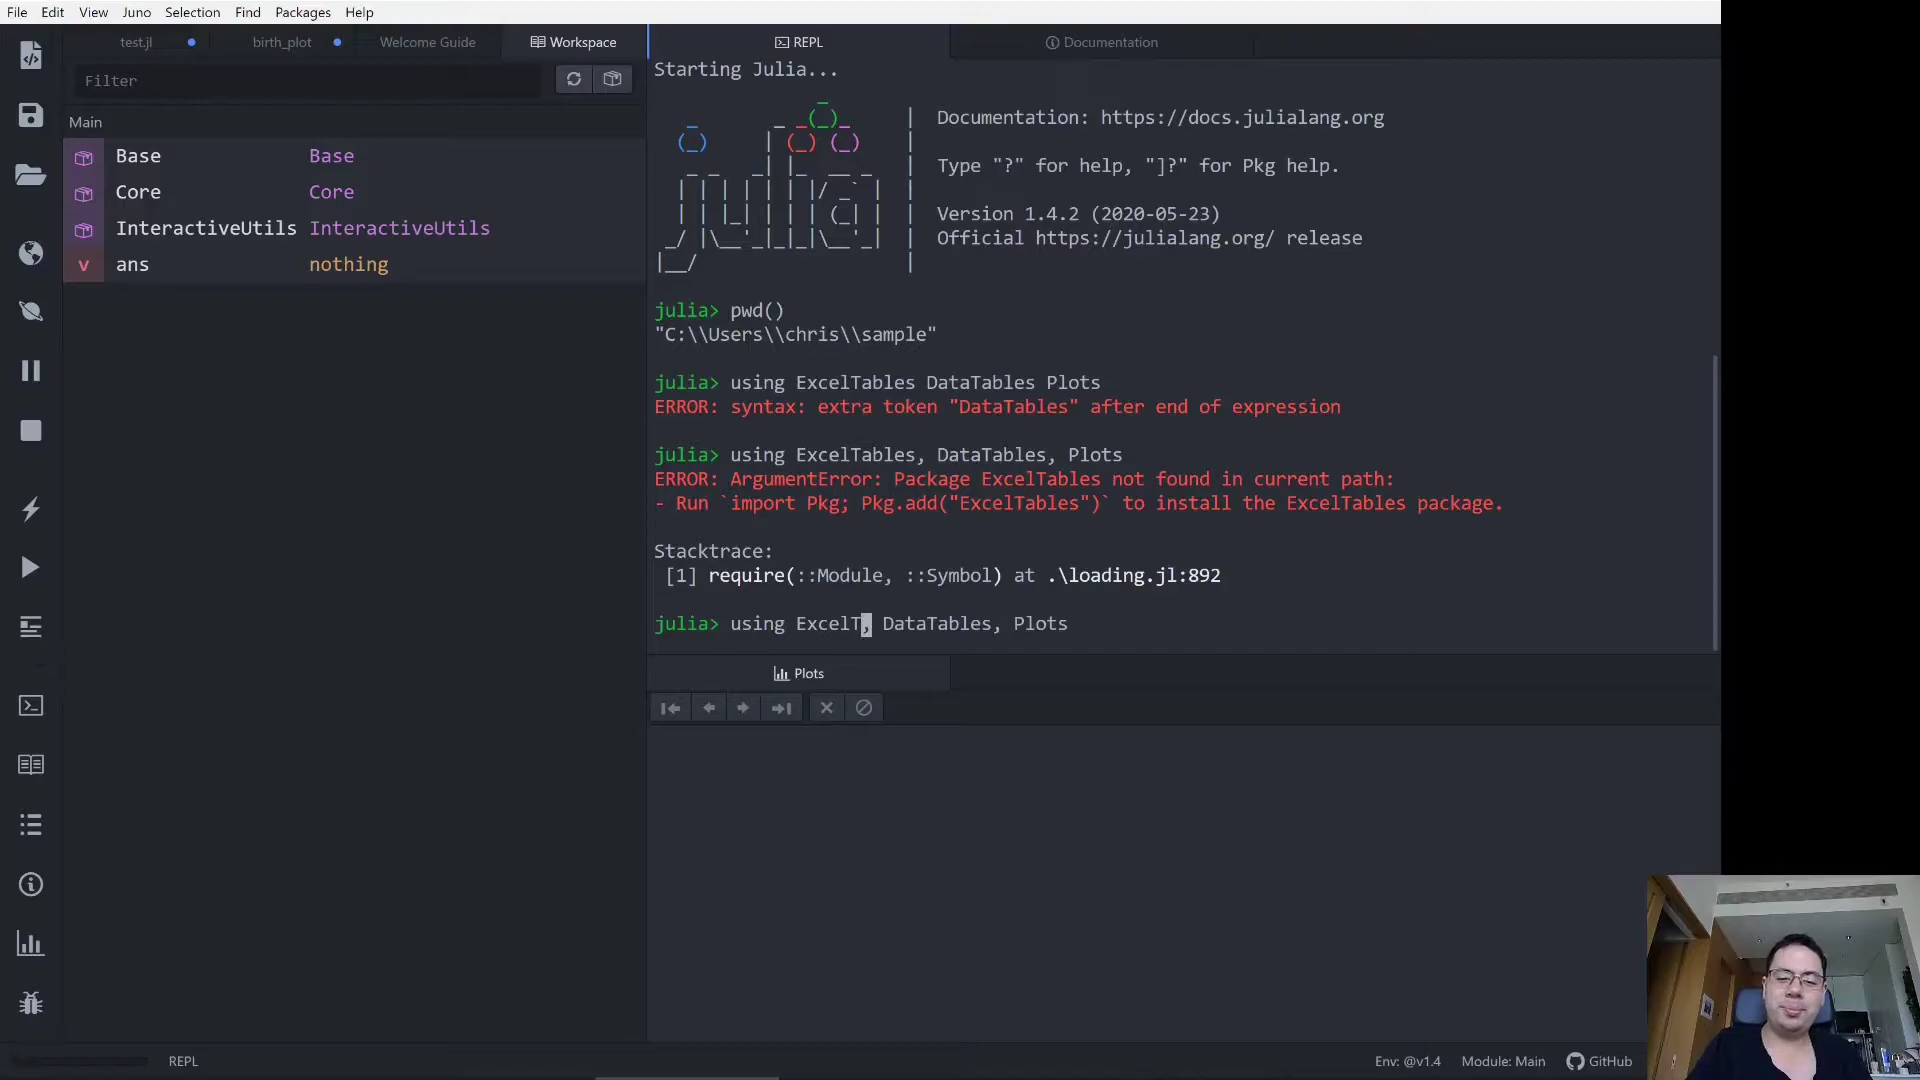 File Edit View Juno Selection Find Packages Help
test.jl birth_plot Welcome Guide Workspace
Filter
Main
Base Base
Core Core
InteractiveUtils InteractiveUtils
v ans nothing
REPL Documentation
Starting Julia...
Documentation: https://docs.julialang.org
Type "?" for help, "]?" for Pkg help.
Version 1.4.2 (2020-05-23)
Official https://julialang.org/ release
julia> pwd()
"C:\\Users\\chris\\sample"
julia> using ExcelTables DataTables Plots
ERROR: syntax: extra token "DataTables" after end of expression
julia> using ExcelTables, DataTables, Plots
ERROR: ArgumentError: Package ExcelTables not found in current path:
- Run `import Pkg; Pkg.add("ExcelTables")` to install the ExcelTables package.
Stacktrace:
[1] require(::Module, ::Symbol) at .\loading.jl:892
julia> using ExcelT, DataTables, Plots
Plots
REPL
Env: @v1.4 Module: Main GitHub